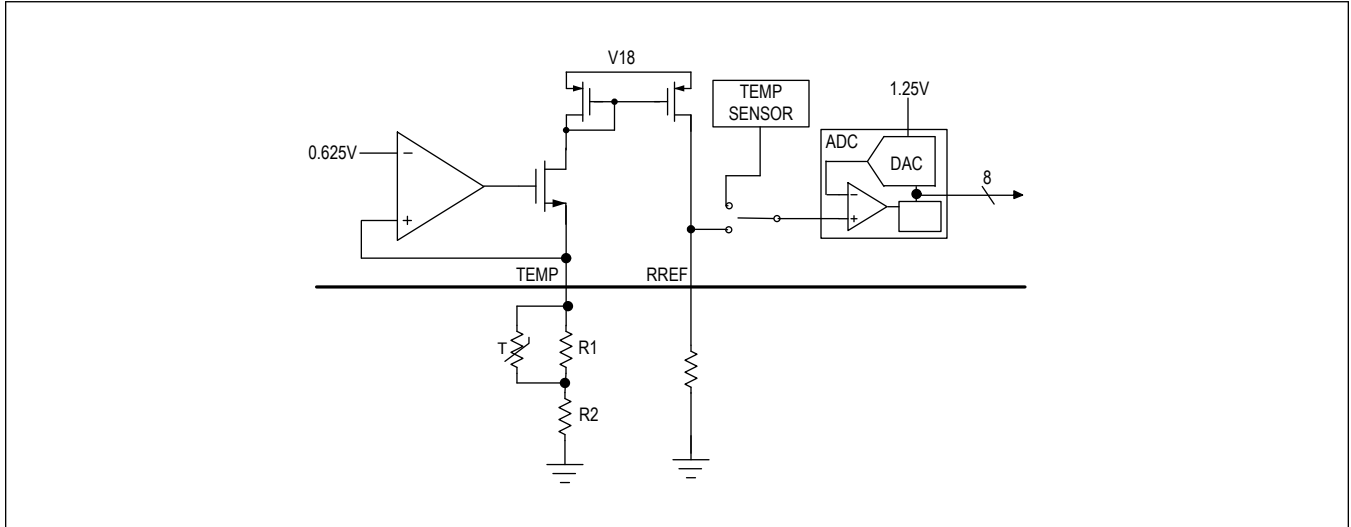 V18
TEMP
SENSOR
1.25V
ADC
DAC
0.625V
−
+
−
+
8
TEMP
RREF
T
R1
R2